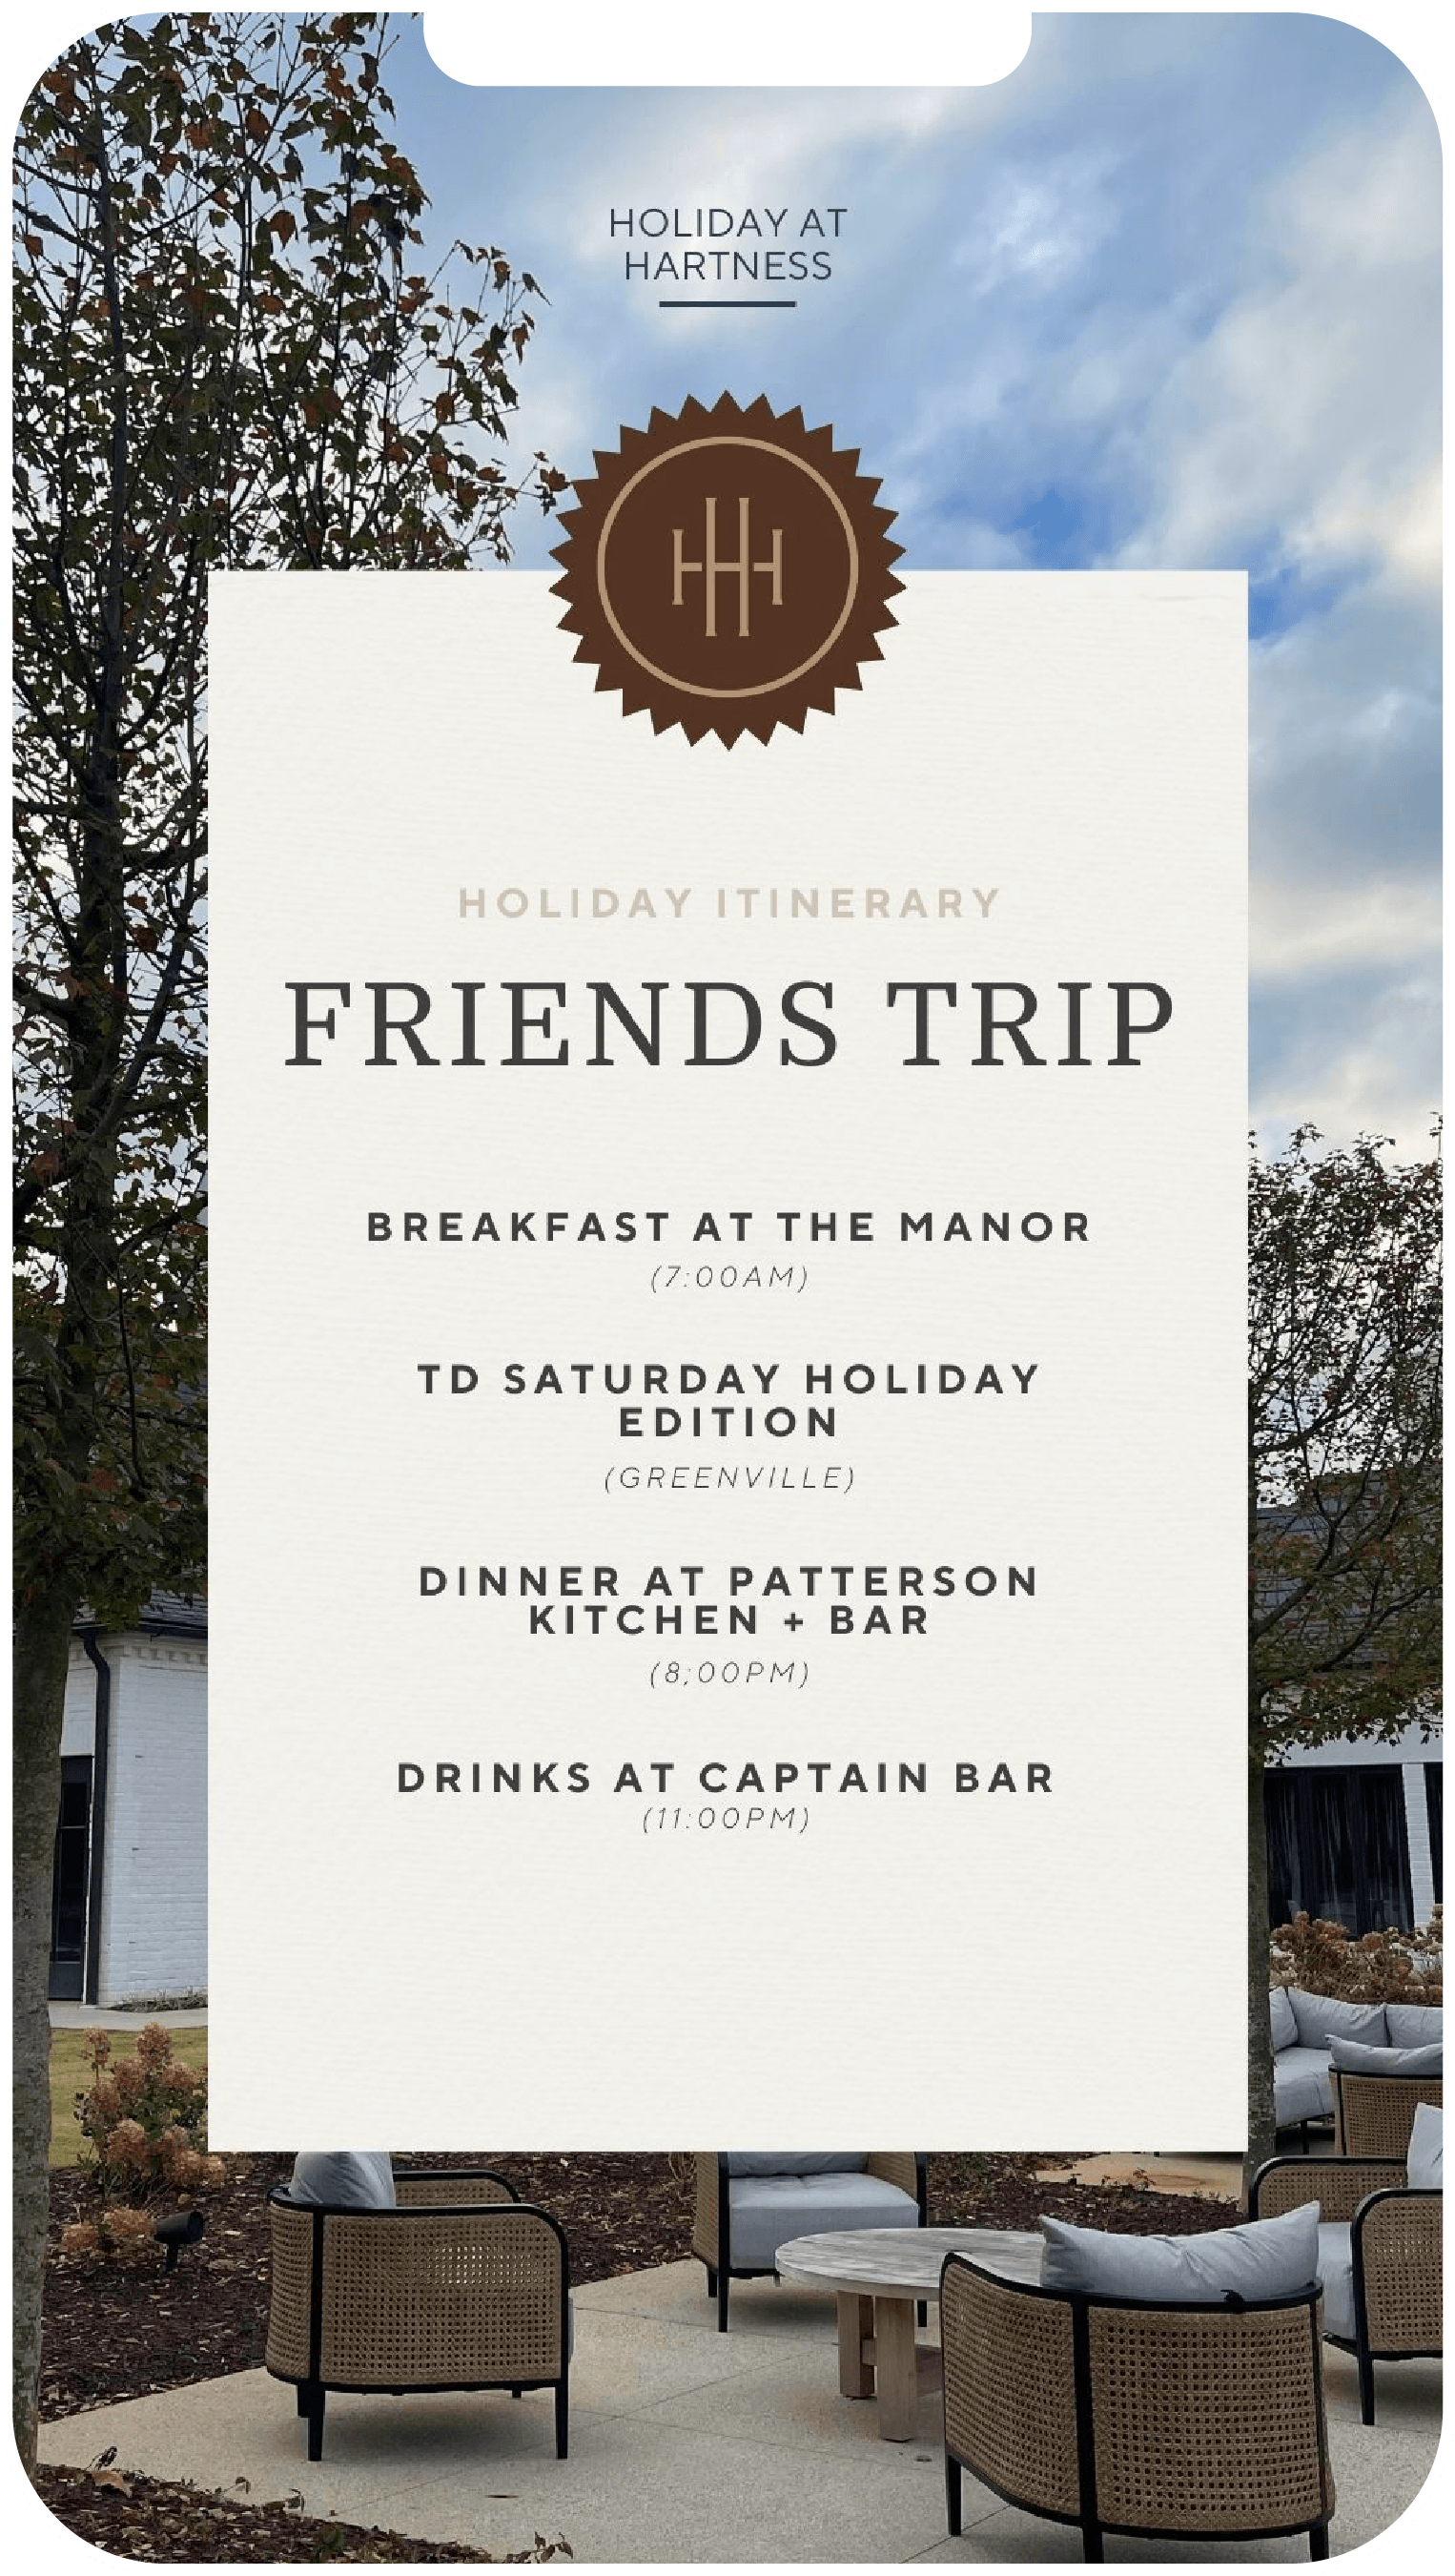 HOLIDAY AT
HARTNESS
HH
HOLIDAY ITINERARY
FRIENDS TRIP
BREAKFAST AT THE MANOR
(7:00AM)
TD SATURDAY HOLIDAY
EDITION
(GREENVILLE)
DINNER AT PATTERSON
KITCHEN + BAR
(8;00PM)
DRINKS AT CAPTAIN BAR
(11:00PM)